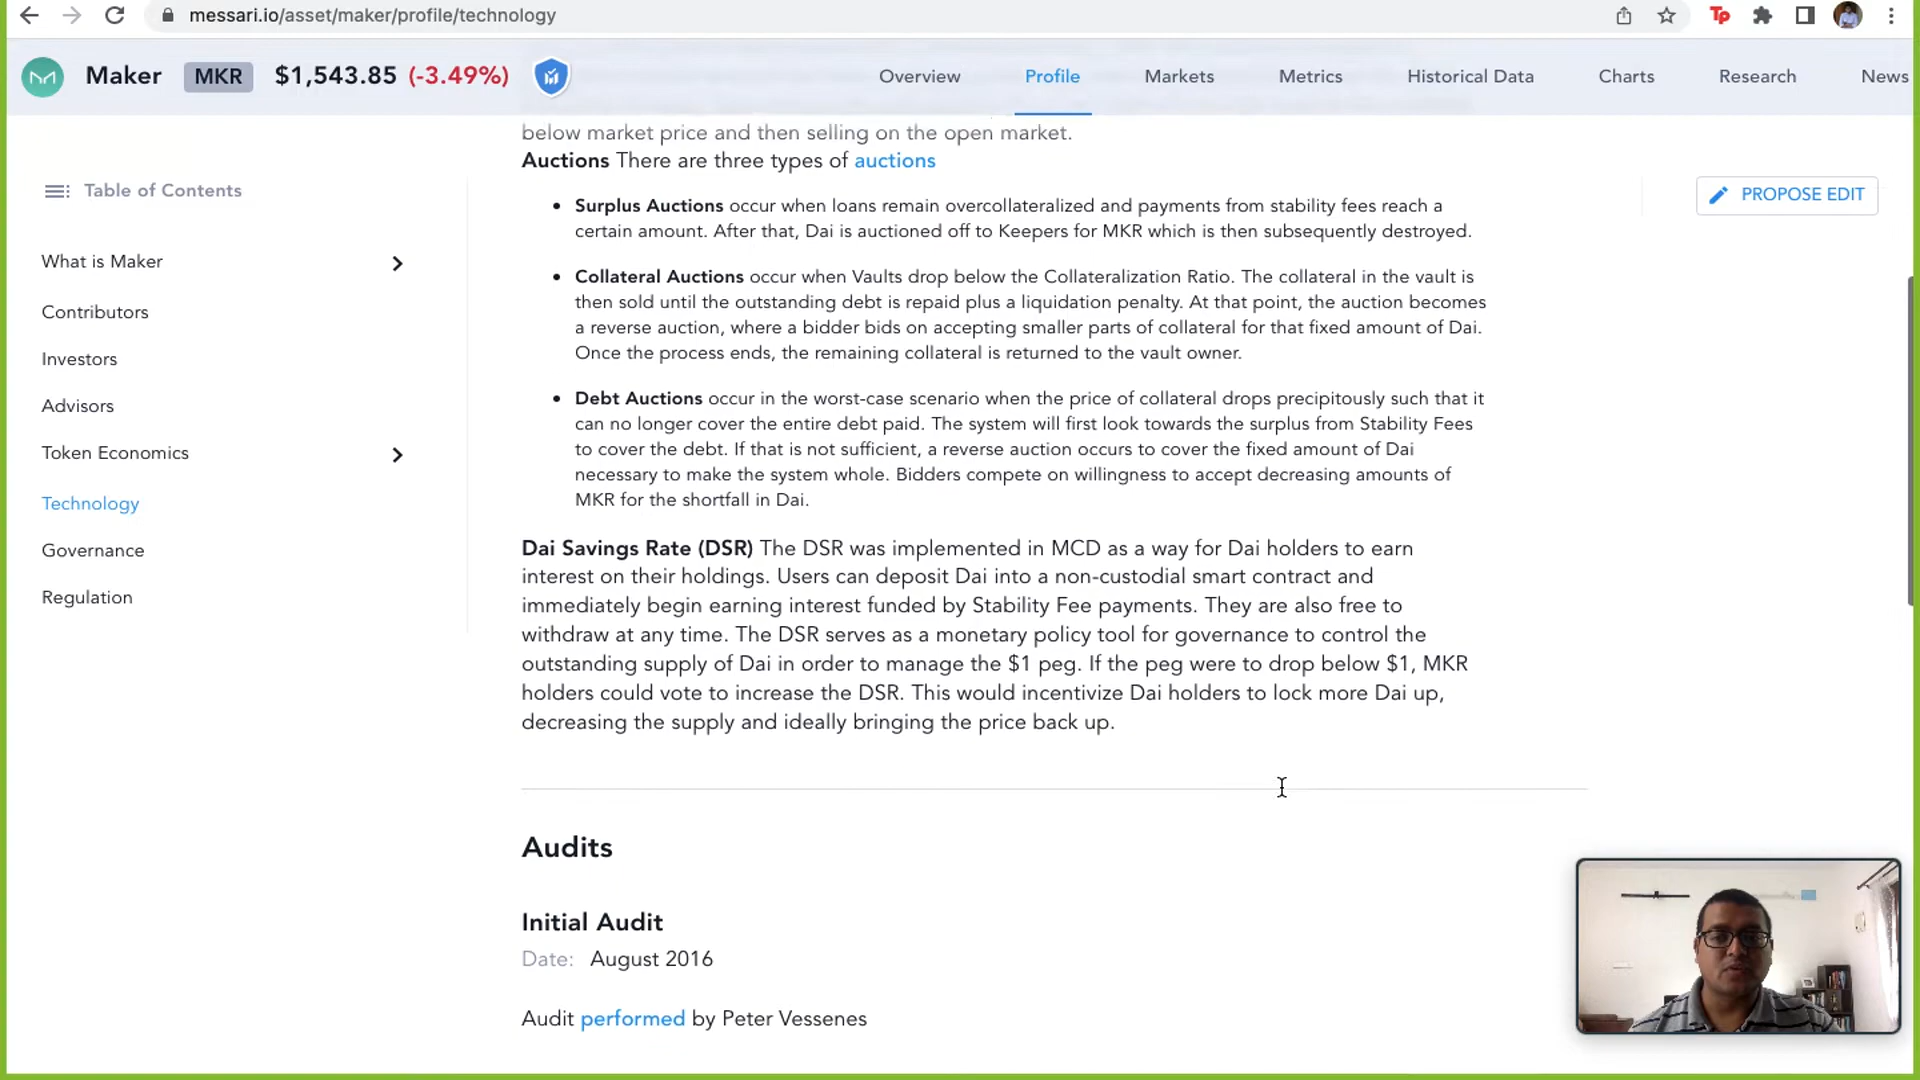 messari.io/asset/maker/profile/technology
Tp
Maker MKR $1,543.85 (-3.49%)
Overview Profile Markets Metrics Historical Data Charts Research News
below market price and then selling on the open market.
Auctions There are three types of auctions
Table of Contents
PROPOSE EDIT
What is Maker
Contributors
Investors
Advisors
Token Economics
Technology
Governance
Regulation
• Surplus Auctions occur when loans remain overcollateralized and payments from stability fees reach a
certain amount. After that, Dai is auctioned off to Keepers for MKR which is then subsequently destroyed.
• Collateral Auctions occur when Vaults drop below the Collateralization Ratio. The collateral in the vault is
then sold until the outstanding debt is repaid plus a liquidation penalty. At that point, the auction becomes
a reverse auction, where a bidder bids on accepting smaller parts of collateral for that fixed amount of Dai.
Once the process ends, the remaining collateral is returned to the vault owner.
• Debt Auctions occur in the worst-case scenario when the price of collateral drops precipitously such that it
can no longer cover the entire debt paid. The system will first look towards the surplus from Stability Fees
to cover the debt. If that is not sufficient, a reverse auction occurs to cover the fixed amount of Dai
necessary to make the system whole. Bidders compete on willingness to accept decreasing amounts of
MKR for the shortfall in Dai.
Dai Savings Rate (DSR) The DSR was implemented in MCD as a way for Dai holders to earn
interest on their holdings. Users can deposit Dai into a non-custodial smart contract and
immediately begin earning interest funded by Stability Fee payments. They are also free to
withdraw at any time. The DSR serves as a monetary policy tool for governance to control the
outstanding supply of Dai in order to manage the $1 peg. If the peg were to drop below $1, MKR
holders could vote to increase the DSR. This would incentivize Dai holders to lock more Dai up,
decreasing the supply and ideally bringing the price back up.
Audits
Initial Audit
Date: August 2016
Audit performed by Peter Vessenes